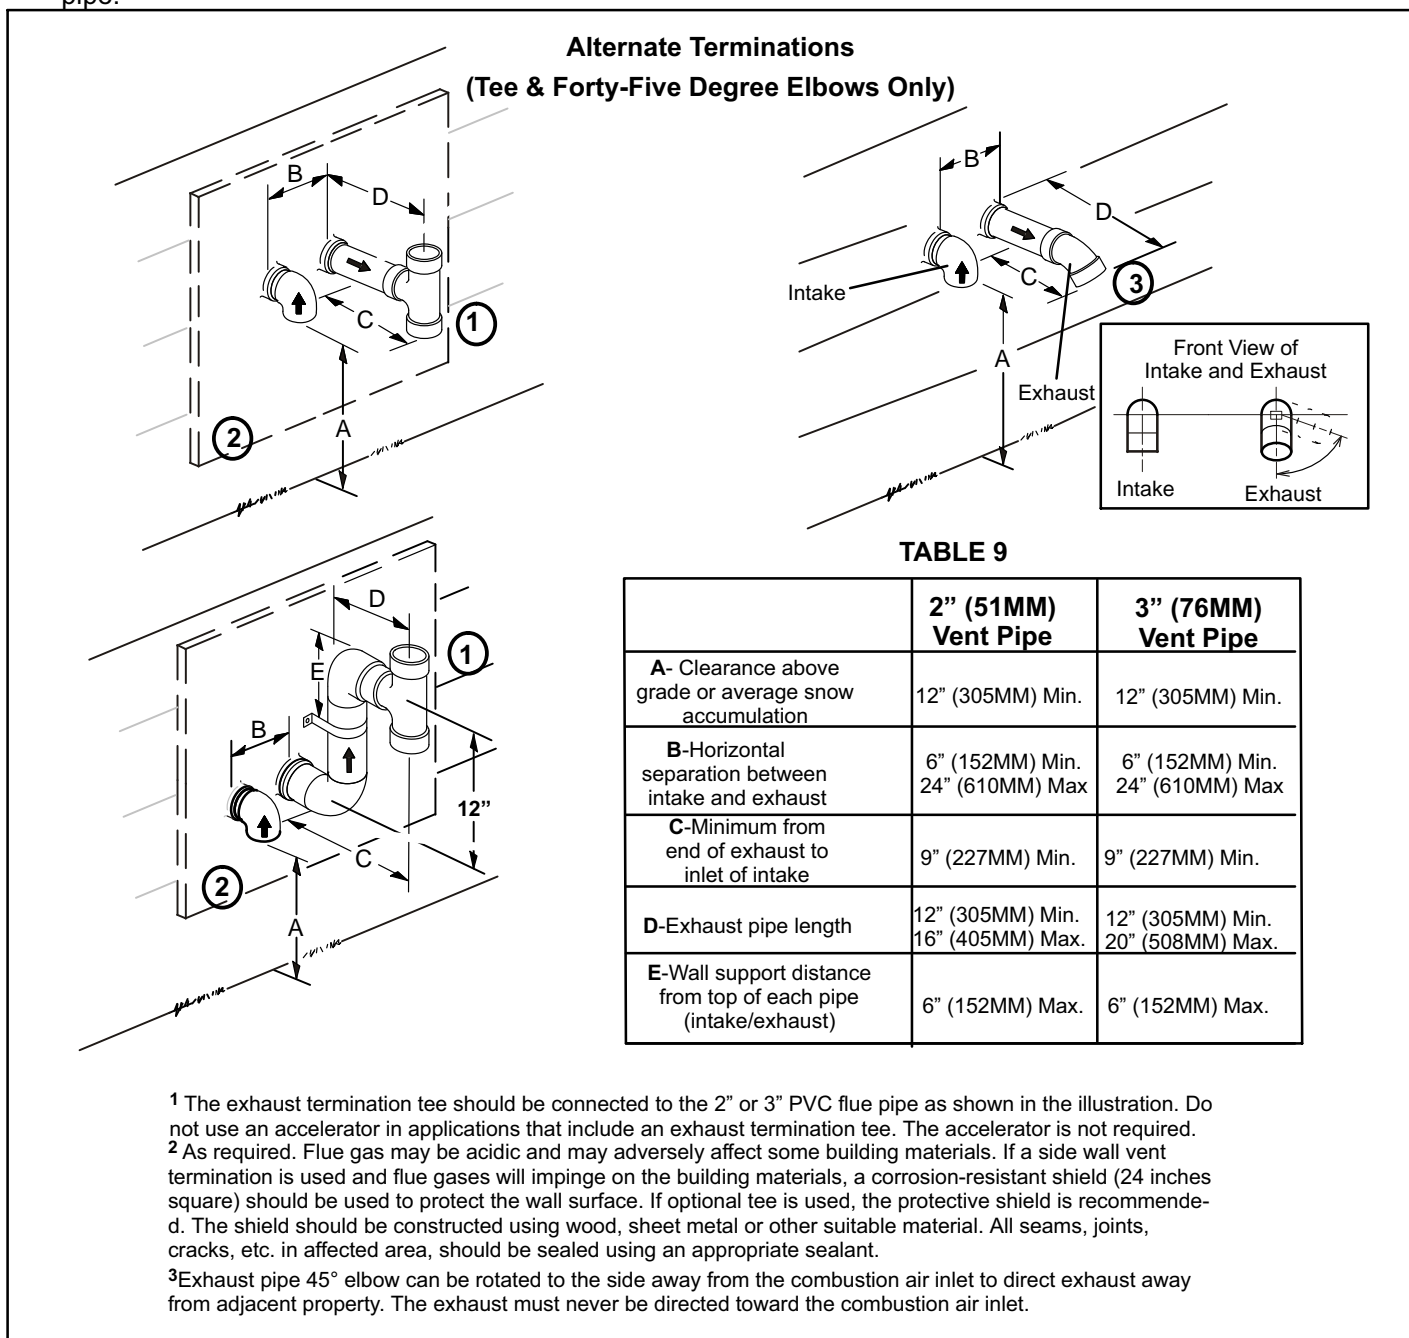 pipe.
Alternate Terminations
(Tee & Forty-Five Degree Elbows Only)
B
D
C
1
A
2
B
D
C
3
Intake
A
Exhaust
Front View of
Intake and Exhaust
Intake
Exhaust
D
E
1
B
12”
C
2
A
TABLE 9
2” (51MM)
Vent Pipe
3” (76MM)
Vent Pipe
A- Clearance above
grade or average snow
accumulation
12” (305MM) Min.
12” (305MM) Min.
B-Horizontal
separation between
intake and exhaust
6” (152MM) Min.
24” (610MM) Max
6” (152MM) Min.
24” (610MM) Max
C-Minimum from
end of exhaust to
inlet of intake
9” (227MM) Min.
9” (227MM) Min.
D-Exhaust pipe length
12” (305MM) Min.
16” (405MM) Max.
12” (305MM) Min.
20” (508MM) Max.
E-Wall support distance
from top of each pipe
(intake/exhaust)
6” (152MM) Max.
6” (152MM) Max.
1 The exhaust termination tee should be connected to the 2” or 3” PVC flue pipe as shown in the illustration. Do
not use an accelerator in applications that include an exhaust termination tee. The accelerator is not required.
2 As required. Flue gas may be acidic and may adversely affect some building materials. If a side wall vent
termination is used and flue gases will impinge on the building materials, a corrosion-resistant shield (24 inches
square) should be used to protect the wall surface. If optional tee is used, the protective shield is recommende-
d. The shield should be constructed using wood, sheet metal or other suitable material. All seams, joints,
cracks, etc. in affected area, should be sealed using an appropriate sealant.
3Exhaust pipe 45° elbow can be rotated to the side away from the combustion air inlet to direct exhaust away
from adjacent property. The exhaust must never be directed toward the combustion air inlet.